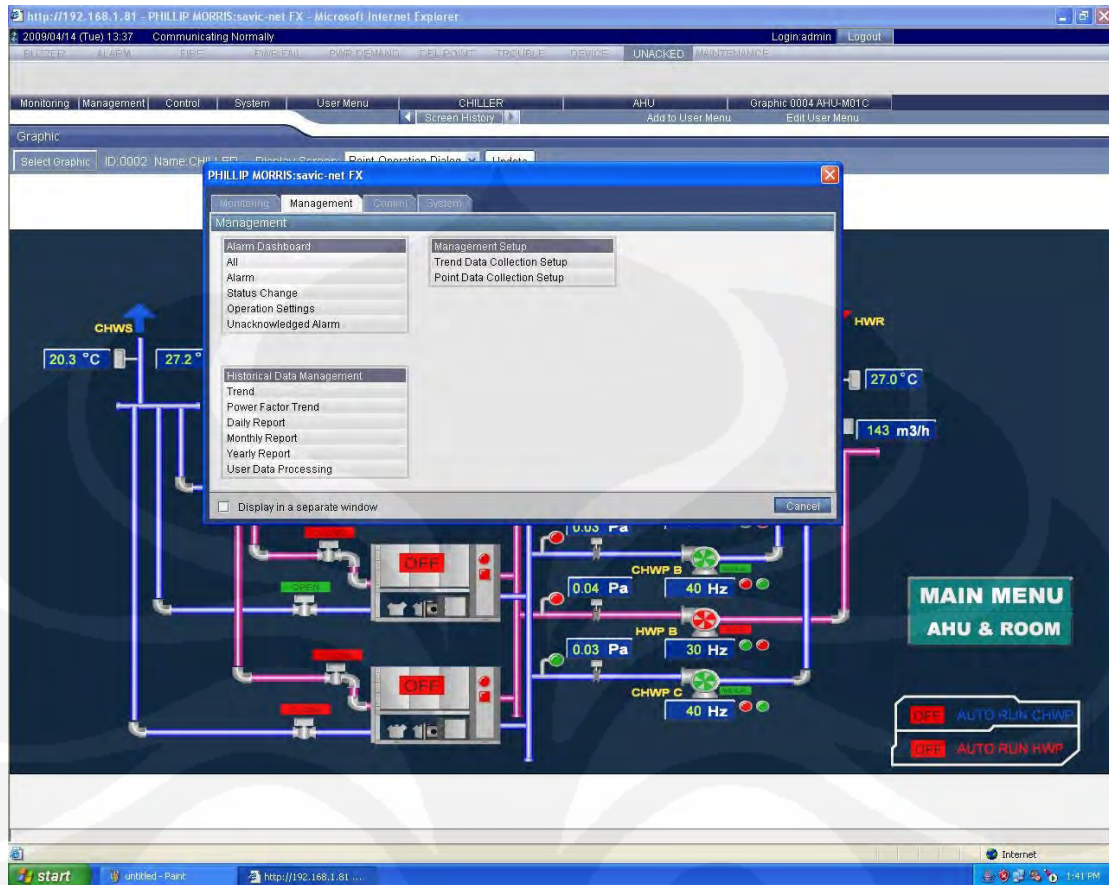 http://192.168.1.81 - PHILLIP MORRIS:savic-net FX - Microsoft Internet Explorer
2009/04/14 (Tue) 13:37 Communicating Normally Login:admin Logout
BUZZER ALARM FIRE PWR FAIL PWR DEMAND DEL POINT TROUBLE DEVICE UNACKED MAINTENANCE
Monitoring Management Control System User Menu CHILLER AHU Graphic 0004 AHU-M01C
Screen History Add to User Menu Edit User Menu
Graphic
Select Graphic ID:0002 Name:CHILLER Display Screen: Point Operation Dialog Update
PHILLIP MORRIS:savic-net FX
Monitoring Management Control System
Management
Alarm Dashboard
All
Alarm
Status Change
Operation Settings
Unacknowledged Alarm
Management Setup
Trend Data Collection Setup
Point Data Collection Setup
Historical Data Management
Trend
Power Factor Trend
Daily Report
Monthly Report
Yearly Report
User Data Processing
Display in a separate window
Cancel
CHWS
20.3 °C
27.2 °
HWR
27.0 °C
143 m3/h
0.03 Pa
OFF
OPEN
CHWP B
0.04 Pa
40 Hz
HWP B
0.03 Pa
30 Hz
OFF
CHWP C
40 Hz
MAIN MENU
AHU & ROOM
OFF AUTO RUN CHWP
OFF AUTO RUN HWP
Internet
start
untitled - Paint
http://192.168.1.81 ....
1:41 PM